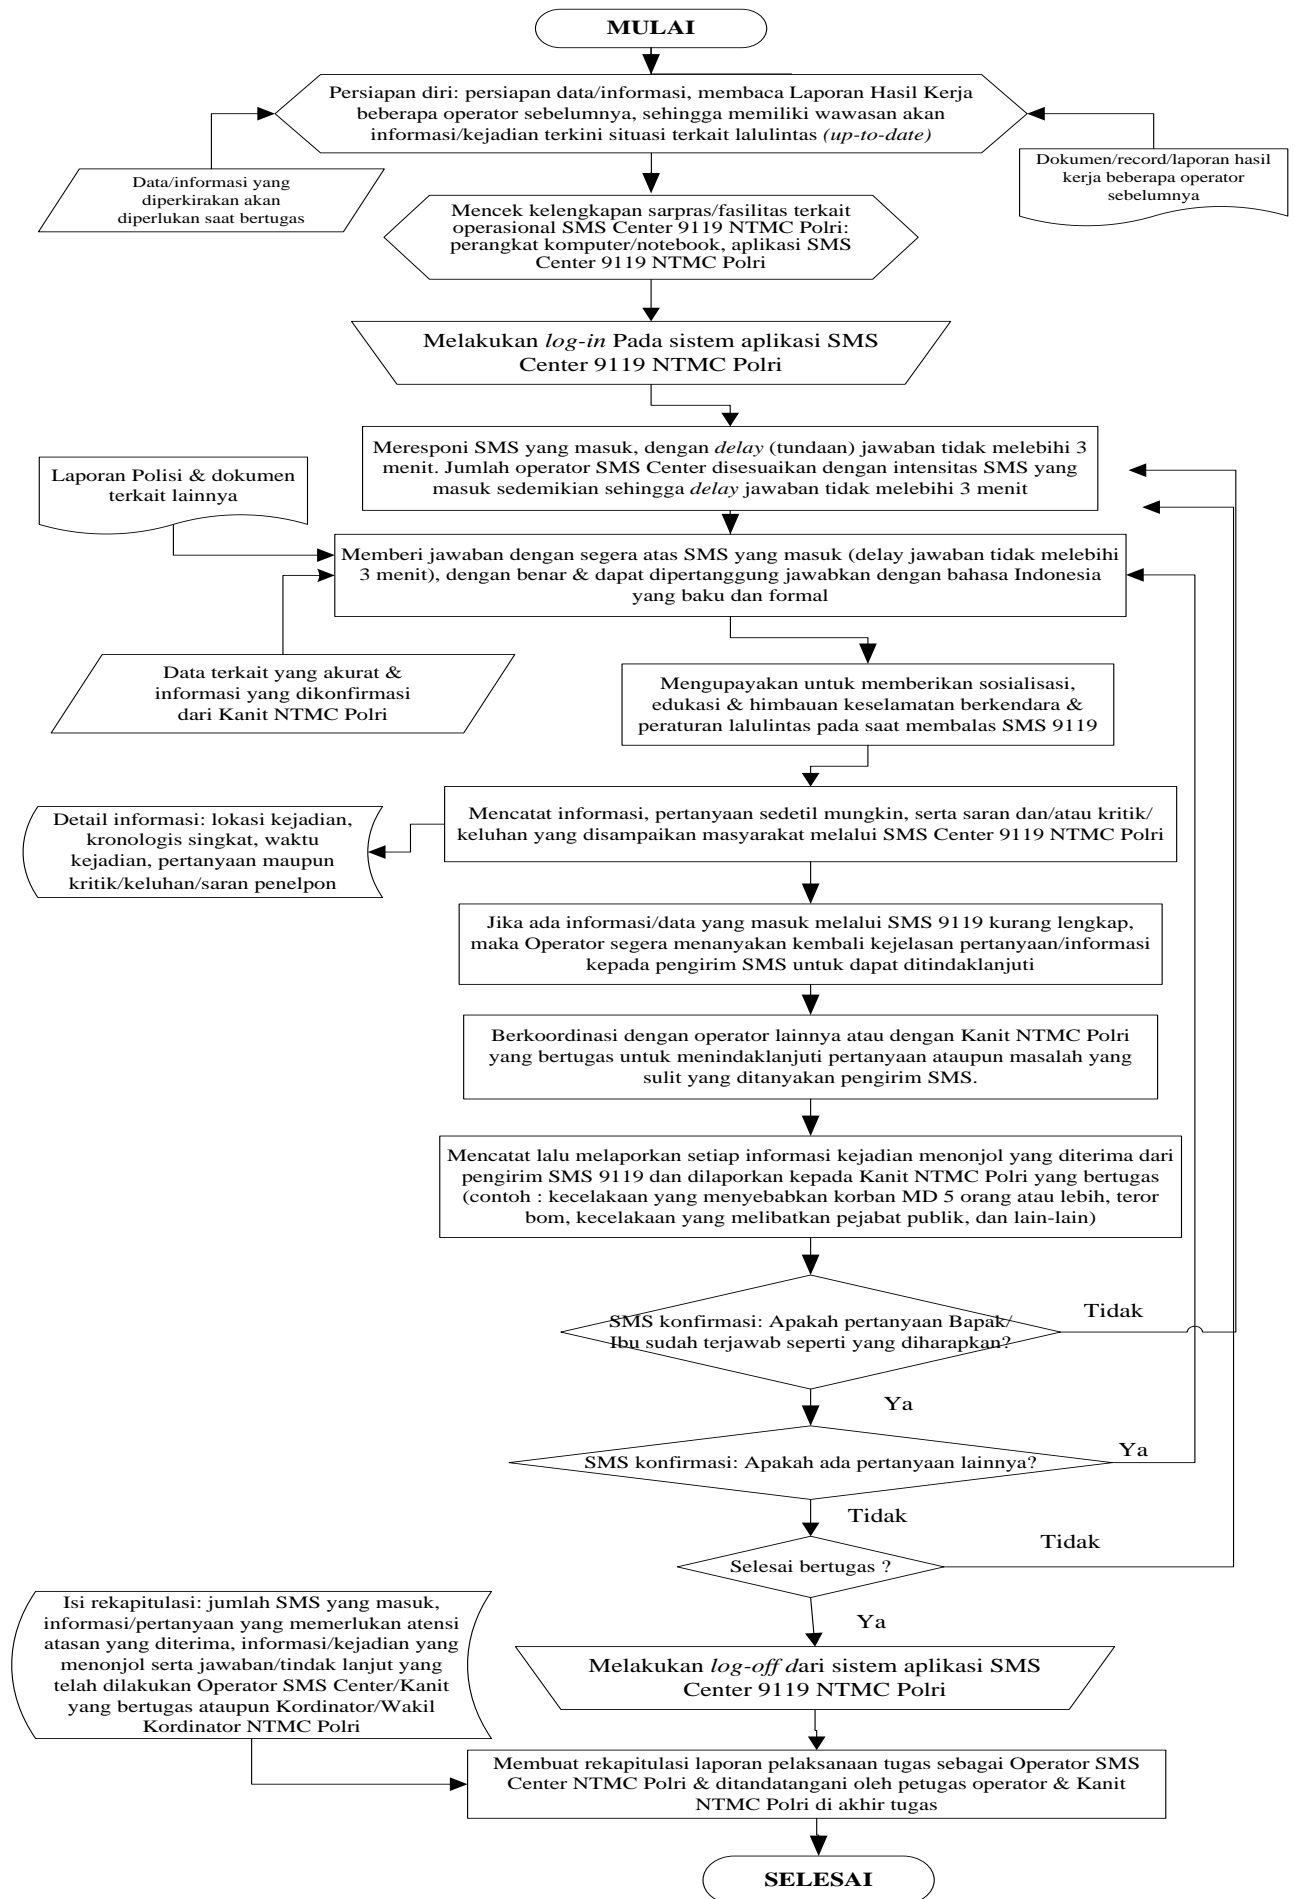 MULAI
Persiapan diri: persiapan data/informasi, membaca Laporan Hasil Kerja
beberapa operator sebelumnya, sehingga memiliki wawasan akan
informasi/kejadian terkini situasi terkait lalulintas (up-to-date)
Data/informasi yang
diperkirakan akan
diperlukan saat bertugas
Dokumen/record/laporan hasil
kerja beberapa operator
sebelumnya
Mencek kelengkapan sarpras/fasilitas terkait
operasional SMS Center 9119 NTMC Polri:
perangkat komputer/notebook, aplikasi SMS
Center 9119 NTMC Polri
Melakukan log-in Pada sistem aplikasi SMS
Center 9119 NTMC Polri
Meresponi SMS yang masuk, dengan delay (tundaan) jawaban tidak melebihi 3
menit. Jumlah operator SMS Center disesuaikan dengan intensitas SMS yang
masuk sedemikian sehingga delay jawaban tidak melebihi 3 menit
Laporan Polisi & dokumen
terkait lainnya
Memberi jawaban dengan segera atas SMS yang masuk (delay jawaban tidak melebihi
3 menit), dengan benar & dapat dipertanggung jawabkan dengan bahasa Indonesia
yang baku dan formal
Data terkait yang akurat &
informasi yang dikonfirmasi
dari Kanit NTMC Polri
Mengupayakan untuk memberikan sosialisasi,
edukasi & himbauan keselamatan berkendara &
peraturan lalulintas pada saat membalas SMS 9119
Mencatat informasi, pertanyaan sedetil mungkin, serta saran dan/atau kritik/
keluhan yang disampaikan masyarakat melalui SMS Center 9119 NTMC Polri
Detail informasi: lokasi kejadian,
kronologis singkat, waktu
kejadian, pertanyaan maupun
kritik/keluhan/saran penelpon
Jika ada informasi/data yang masuk melalui SMS 9119 kurang lengkap,
maka Operator segera menanyakan kembali kejelasan pertanyaan/informasi
kepada pengirim SMS untuk dapat ditindaklanjuti
Berkoordinasi dengan operator lainnya atau dengan Kanit NTMC Polri
yang bertugas untuk menindaklanjuti pertanyaan ataupun masalah yang
sulit yang ditanyakan pengirim SMS.
Mencatat lalu melaporkan setiap informasi kejadian menonjol yang diterima dari
pengirim SMS 9119 dan dilaporkan kepada Kanit NTMC Polri yang bertugas
(contoh : kecelakaan yang menyebabkan korban MD 5 orang atau lebih, teror
bom, kecelakaan yang melibatkan pejabat publik, dan lain-lain)
SMS konfirmasi: Apakah pertanyaan Bapak/
Ibu sudah terjawab seperti yang diharapkan?
Tidak
Ya
SMS konfirmasi: Apakah ada pertanyaan lainnya?
Ya
Tidak
Selesai bertugas ?
Tidak
Ya
Isi rekapitulasi: jumlah SMS yang masuk,
informasi/pertanyaan yang memerlukan atensi
atasan yang diterima, informasi/kejadian yang
menonjol serta jawaban/tindak lanjut yang
telah dilakukan Operator SMS Center/Kanit
yang bertugas ataupun Kordinator/Wakil
Kordinator NTMC Polri
Melakukan log-off dari sistem aplikasi SMS
Center 9119 NTMC Polri
Membuat rekapitulasi laporan pelaksanaan tugas sebagai Operator SMS
Center NTMC Polri & ditandatangani oleh petugas operator & Kanit
NTMC Polri di akhir tugas
SELESAI